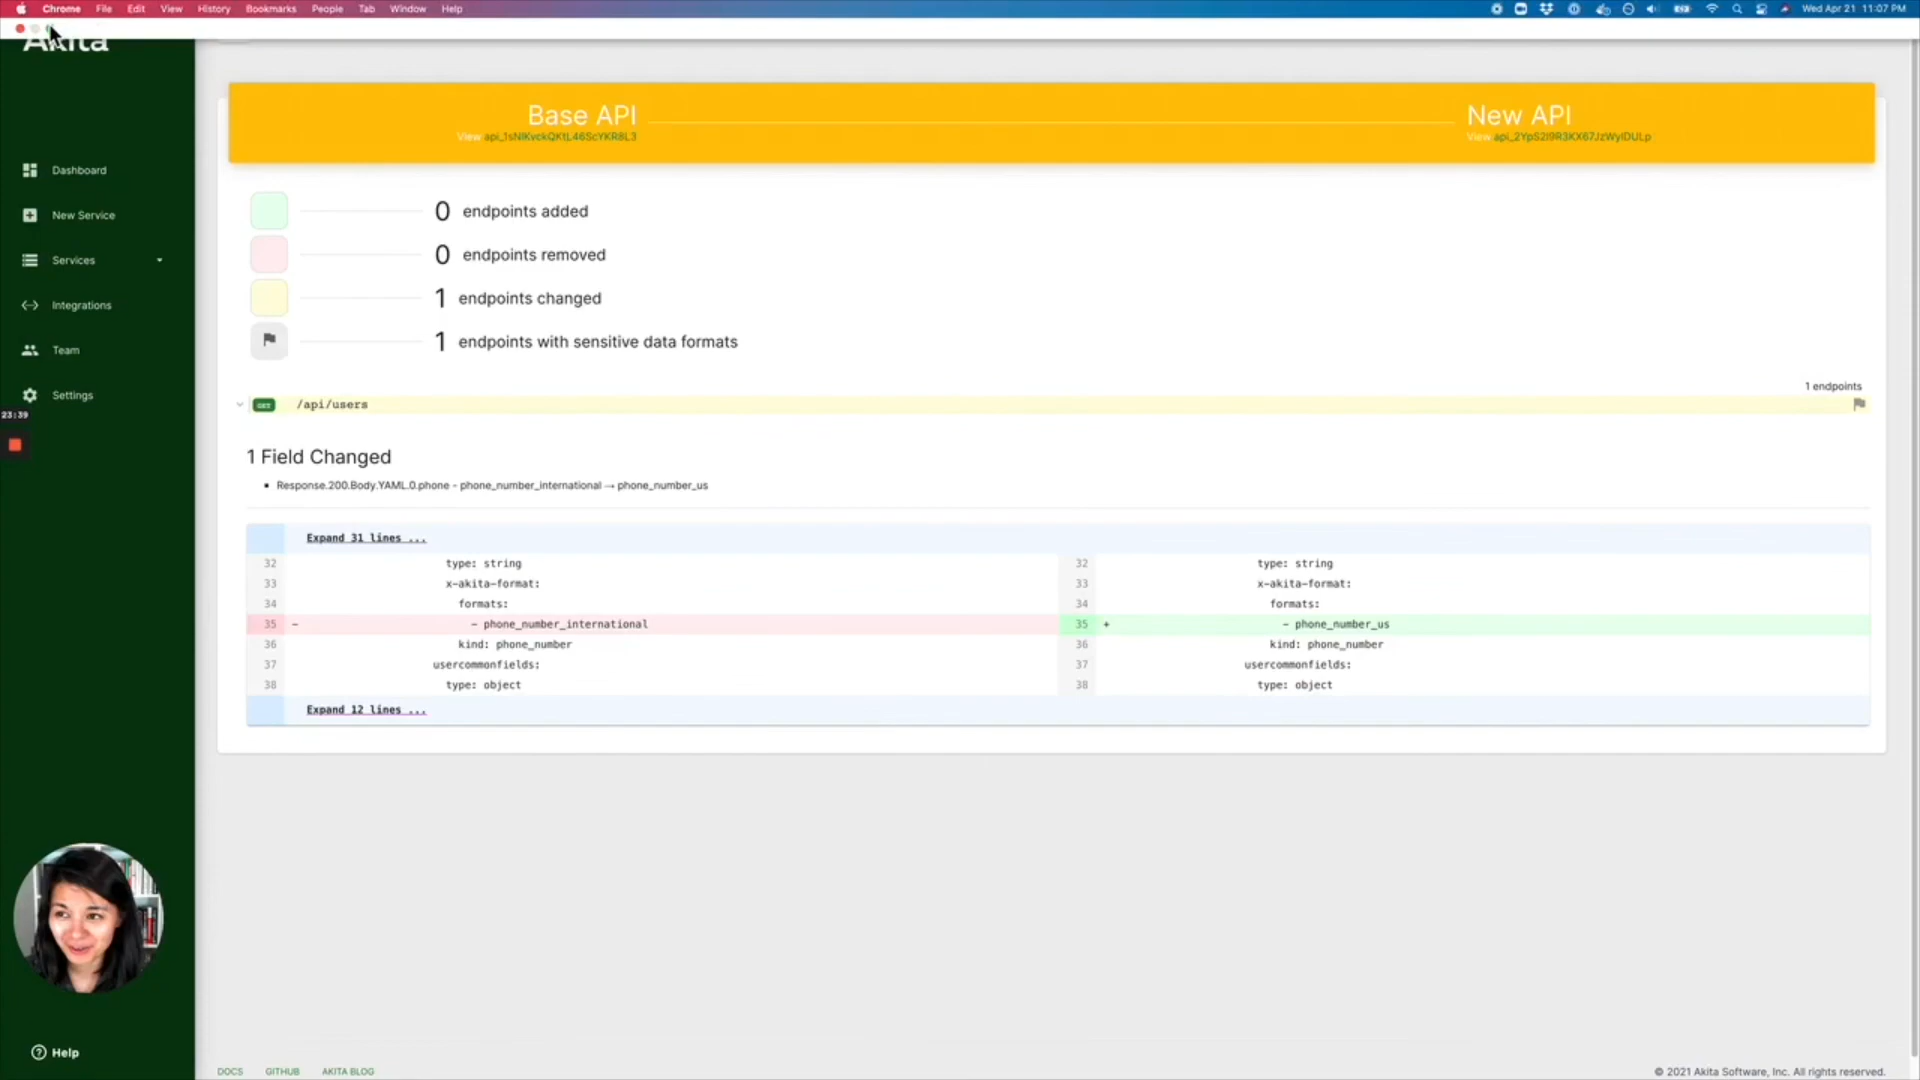 Chrome File Edit View History Bookmarks People Tab Window Help
Wed Apr 21 11:07 PM
Akita
Base API
View api_1sNIKvckQKtL46ScYKR8L3
New API
View api_2YpS2I9R3KX67JzWyIDULp
Dashboard
New Service
Services
Integrations
Team
Settings
23:39
0 endpoints added
0 endpoints removed
1 endpoints changed
1 endpoints with sensitive data formats
1 endpoints
GET /api/users
1 Field Changed
▪ Response.200.Body.YAML.0.phone - phone_number_international → phone_number_us
Expand 31 lines ...
32 type: string 32 type: string
33 x-akita-format: 33 x-akita-format:
34 formats: 34 formats:
35 - - phone_number_international 35 + - phone_number_us
36 kind: phone_number 36 kind: phone_number
37 usercommonfields: 37 usercommonfields:
38 type: object 38 type: object
Expand 12 lines ...
Help
DOCS GITHUB AKITA BLOG
© 2021 Akita Software, Inc. All rights reserved.